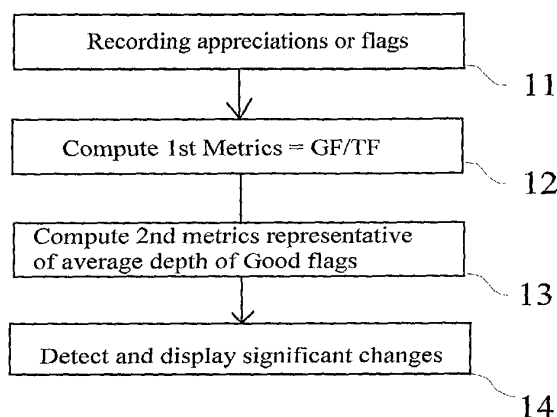 Recording appreciations or flags
11
Compute 1st Metrics = GF/TF
12
Compute 2nd metrics representative
of average depth of Good flags
13
Detect and display significant changes
14